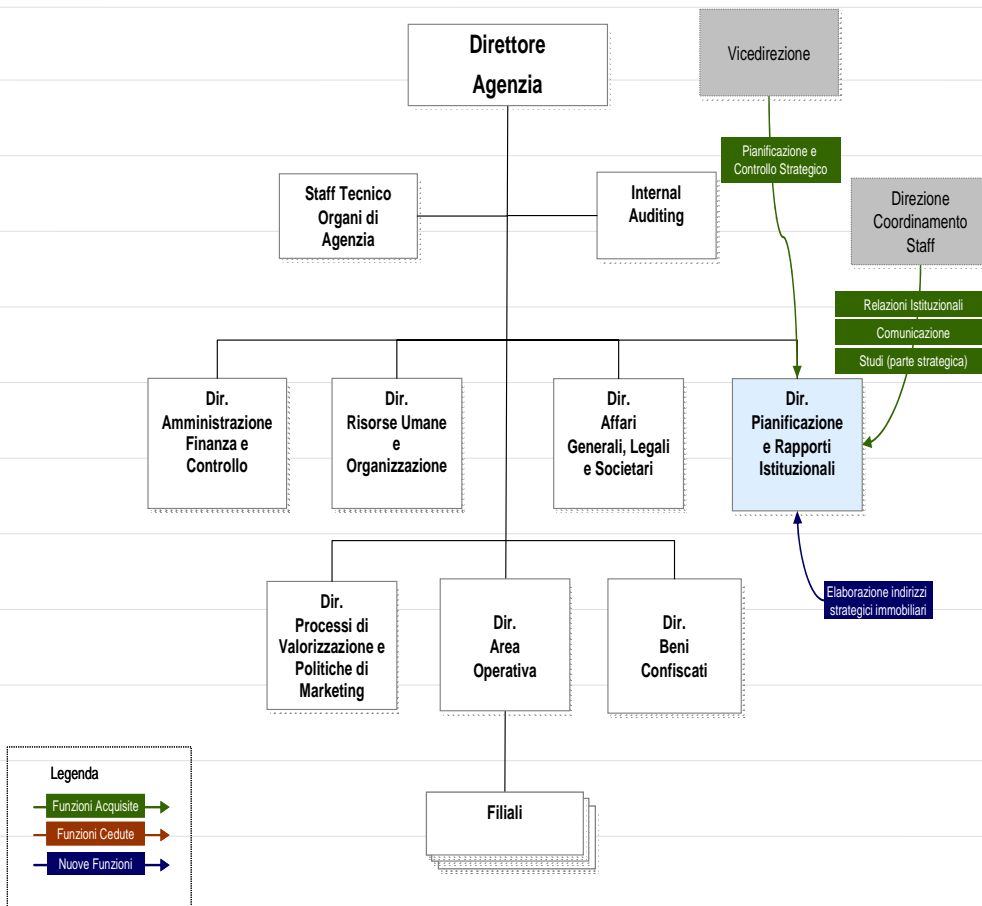 Direttore
Agenzia
Vicedirezione
Pianificazione e
Controllo Strategico
Staff Tecnico
Organi di
Agenzia
Internal
Auditing
Direzione
Coordinamento
Staff
Relazioni Istituzionali
Comunicazione
Studi (parte strategica)
Dir.
Amministrazione
Finanza e
Controllo
Dir.
Risorse Umane
e
Organizzazione
Dir.
Affari
Generali, Legali
e Societari
Dir.
Pianificazione
e Rapporti
Istituzionali
Elaborazione indirizzi
strategici immobiliari
Dir.
Processi di
Valorizzazione e
Politiche di
Marketing
Dir.
Area
Operativa
Dir.
Beni
Confiscati
Filiali
Legenda
Funzioni Acquisite
Funzioni Cedute
Nuove Funzioni